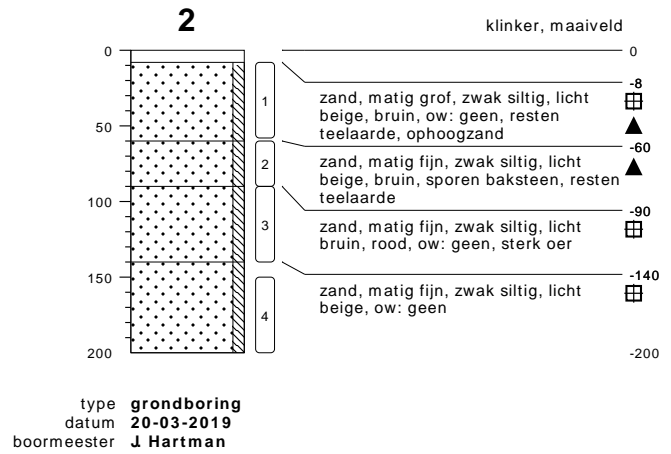 2
klinker, maaiveld
0
0
-8
zand, matig grof, zwak siltig, licht
beige, bruin, ow: geen, resten
teelaarde, ophoogzand
1
50
-60
zand, matig fijn, zwak siltig, licht
beige, bruin, sporen baksteen, resten
teelaarde
2
100
-90
zand, matig fijn, zwak siltig, licht
bruin, rood, ow: geen, sterk oer
3
150
-140
zand, matig fijn, zwak siltig, licht
beige, ow: geen
4
200
-200
type grondboring
datum 20-03-2019
boormeester J. Hartman